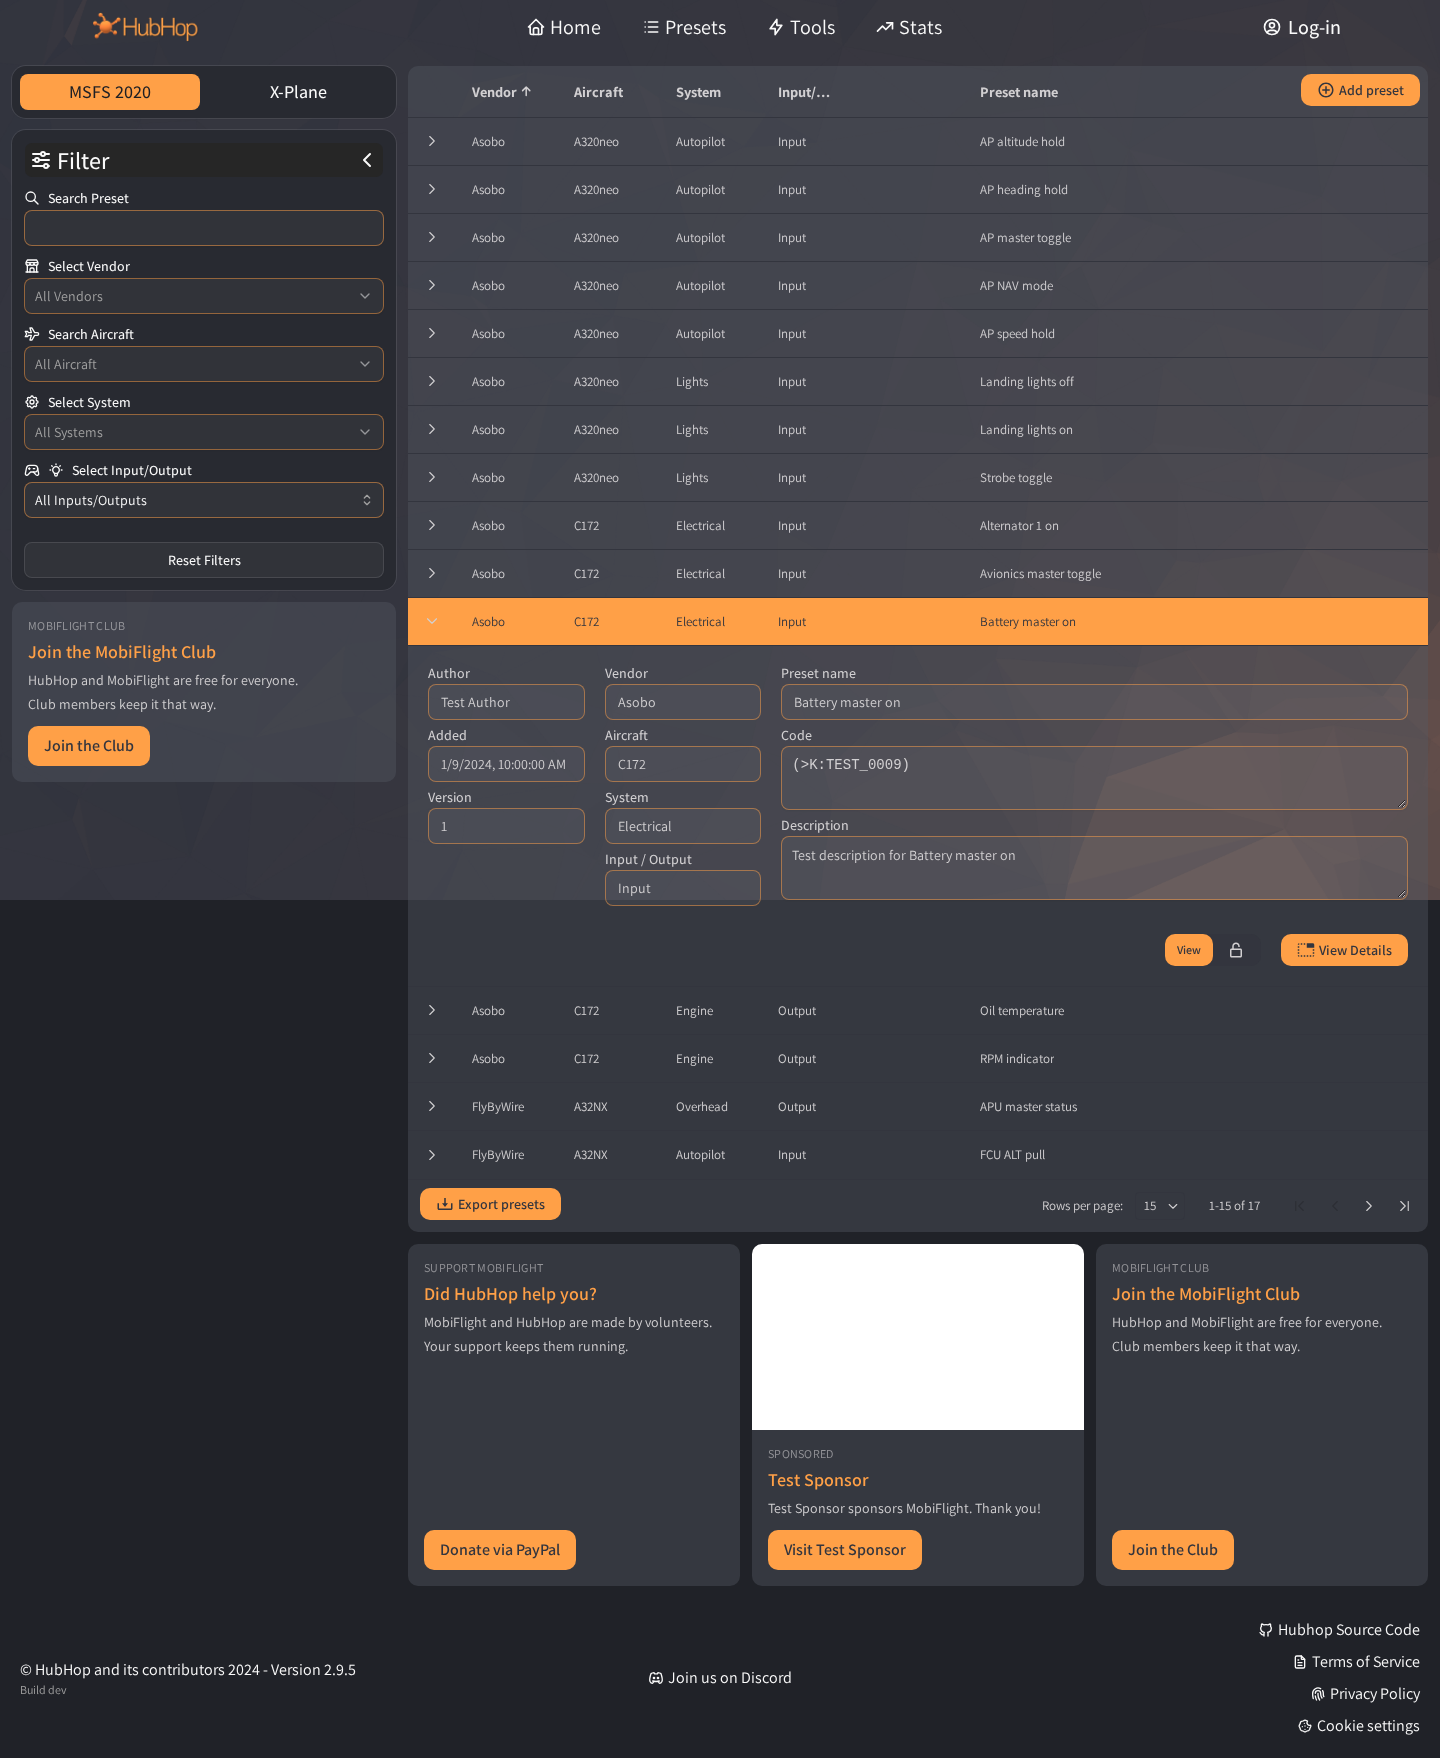 HubHop
Home
Presets
Tools
Stats
Log-in
MSFS 2020
X-Plane
Filter
Search Preset
Select Vendor
All Vendors
Search Aircraft
All Aircraft
Select System
All Systems
Select Input/Output
All Inputs/Outputs
Reset Filters
MOBIFLIGHT CLUB
Join the MobiFlight Club
HubHop and MobiFlight are free for everyone.
Club members keep it that way.
Join the Club
Vendor Aircraft System Input/... Preset name
Add preset
Asobo A320neo Autopilot Input AP altitude hold
Asobo A320neo Autopilot Input AP heading hold
Asobo A320neo Autopilot Input AP master toggle
Asobo A320neo Autopilot Input AP NAV mode
Asobo A320neo Autopilot Input AP speed hold
Asobo A320neo Lights Input Landing lights off
Asobo A320neo Lights Input Landing lights on
Asobo A320neo Lights Input Strobe toggle
Asobo C172 Electrical Input Alternator 1 on
Asobo C172 Electrical Input Avionics master toggle
Asobo C172 Electrical Input Battery master on
Author
Test Author
Added
1/9/2024, 10:00:00 AM
Version
1
Vendor
Asobo
Aircraft
C172
System
Electrical
Input / Output
Input
Preset name
Battery master on
Code
(>K:TEST_0009)
Description
Test description for Battery master on
View
View Details
Asobo C172 Engine Output Oil temperature
Asobo C172 Engine Output RPM indicator
FlyByWire A32NX Overhead Output APU master status
FlyByWire A32NX Autopilot Input FCU ALT pull
Export presets
Rows per page: 15 1-15 of 17
SUPPORT MOBIFLIGHT
Did HubHop help you?
MobiFlight and HubHop are made by volunteers.
Your support keeps them running.
Donate via PayPal
SPONSORED
Test Sponsor
Test Sponsor sponsors MobiFlight. Thank you!
Visit Test Sponsor
MOBIFLIGHT CLUB
Join the MobiFlight Club
HubHop and MobiFlight are free for everyone.
Club members keep it that way.
Join the Club
© HubHop and its contributors 2024 - Version 2.9.5
Build dev
Join us on Discord
Hubhop Source Code
Terms of Service
Privacy Policy
Cookie settings